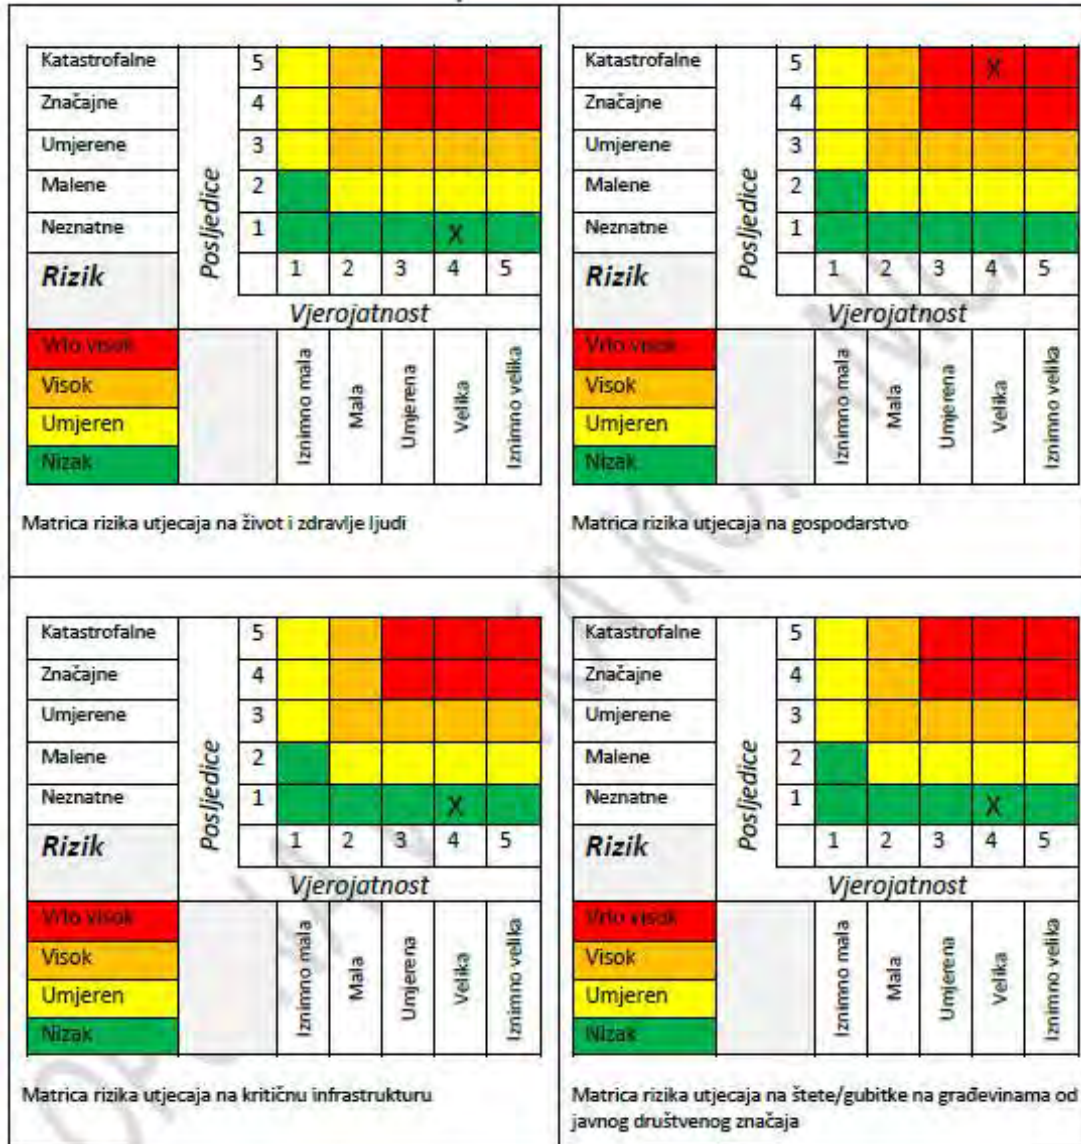 Katastrofalne 5
Značajne 4
Umjerene 3
Malene 2
Neznatne 1 X
Posljedice
Rizik 1 2 3 4 5
Vjerojatnost
Vrlo visok
Visok
Umjeren
Nizak
Iznimno mala
Mala
Umjerena
Velika
Iznimno velika
Matrica rizika utjecaja na život i zdravlje ljudi
Katastrofalne 5 X
Značajne 4
Umjerene 3
Malene 2
Neznatne 1
Posljedice
Rizik 1 2 3 4 5
Vjerojatnost
Vrlo visok
Visok
Umjeren
Nizak
Iznimno mala
Mala
Umjerena
Velika
Iznimno velika
Matrica rizika utjecaja na gospodarstvo
Katastrofalne 5
Značajne 4
Umjerene 3
Malene 2
Neznatne 1 X
Posljedice
Rizik 1 2 3 4 5
Vjerojatnost
Vrlo visok
Visok
Umjeren
Nizak
Iznimno mala
Mala
Umjerena
Velika
Iznimno velika
Matrica rizika utjecaja na kritičnu infrastrukturu
Katastrofalne 5
Značajne 4
Umjerene 3
Malene 2
Neznatne 1 X
Posljedice
Rizik 1 2 3 4 5
Vjerojatnost
Vrlo visok
Visok
Umjeren
Nizak
Iznimno mala
Mala
Umjerena
Velika
Iznimno velika
Matrica rizika utjecaja na štete/gubitke na građevinama od
javnog društvenog značaja